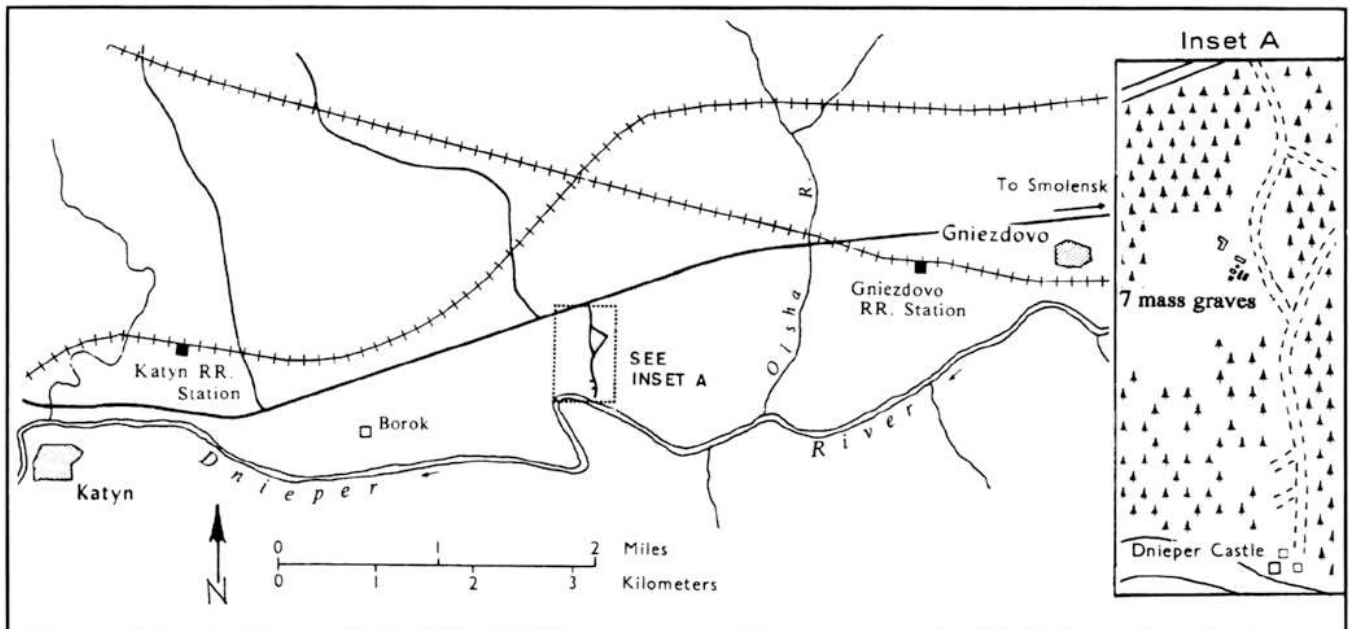 Inset A
To Smolensk
Olsha R.
Gniezdovo
Gniezdovo
RR. Station
7 mass graves
Katyn RR.
Station
SEE
INSET A
Borok
Dnieper River
Katyn
Dnieper Castle
N
0 1 2 Miles
0 1 2 3 Kilometers